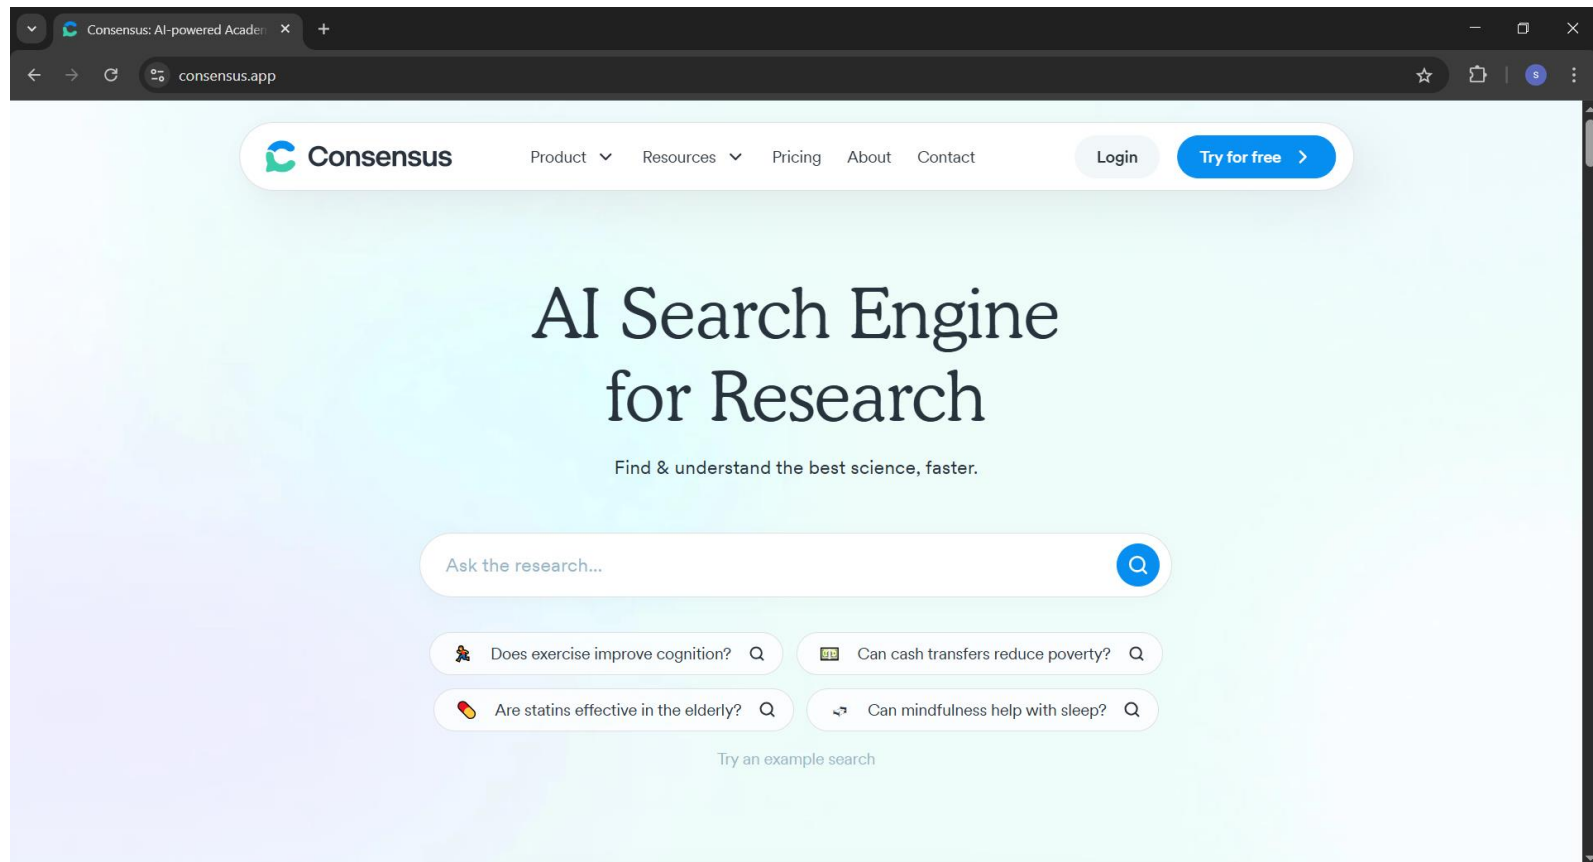 Consensus: AI-powered Academ
consensus.app
S
Consensus
Product
Resources
Pricing
About
Contact
Login
Try for free
AI Search Engine
for Research
Find & understand the best science, faster.
Ask the research...
Does exercise improve cognition?
Can cash transfers reduce poverty?
Are statins effective in the elderly?
Can mindfulness help with sleep?
Try an example search